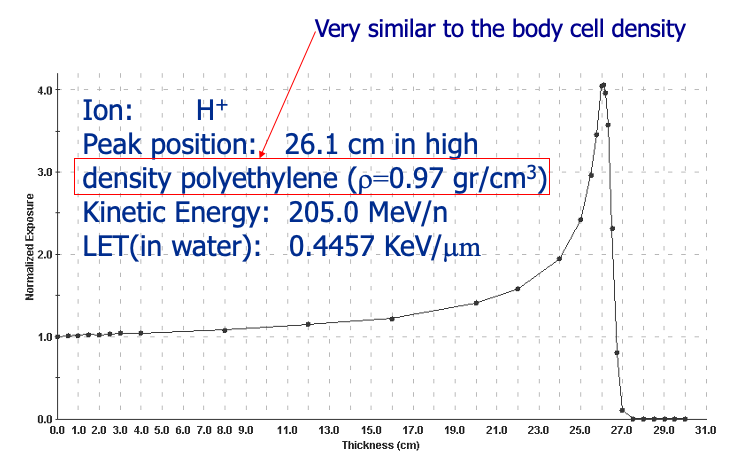 Very similar to the body cell density
Ion: H⁺
Peak position: 26.1 cm in high
density polyethylene (ρ=0.97 gr/cm³)
Kinetic Energy: 205.0 MeV/n
LET(in water): 0.4457 KeV/μm
Normalized Exposure
4.0
3.0
2.0
1.0
0.0
0.0 1.0 2.0 3.0 4.0 5.0 6.0 7.0 8.0 9.0 11.0 13.0 15.0 17.0 19.0 21.0 23.0 25.0 27.0 29.0 31.0
Thickness (cm)